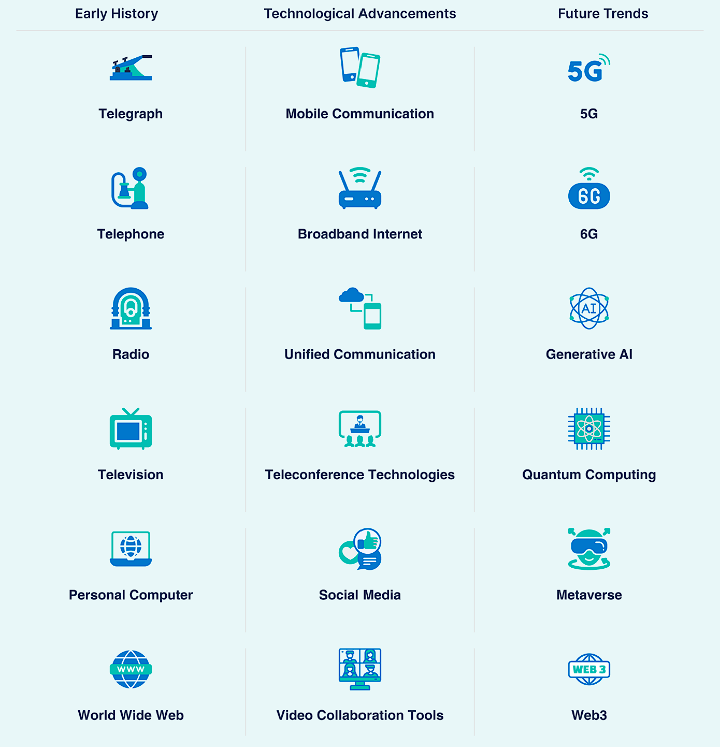 Early History
Technological Advancements
Future Trends
Telegraph
Mobile Communication
5G
5G
Telephone
Broadband Internet
6G
6G
Radio
Unified Communication
AI
Generative AI
Television
Teleconference Technologies
Quantum Computing
Personal Computer
Social Media
Metaverse
WWW
World Wide Web
Video Collaboration Tools
WEB 3
Web3